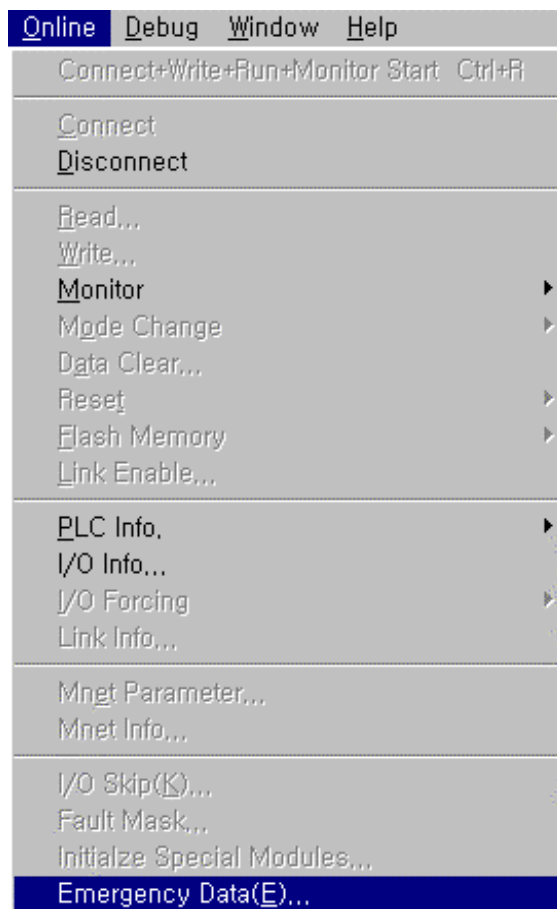 Online Debug Window Help
Connect+Write+Run+Monitor Start Ctrl+R
Connect
Disconnect
Read...
Write...
Monitor
Mode Change
Data Clear...
Reset
Flash Memory
Link Enable...
PLC Info.
I/O Info...
I/O Forcing
Link Info...
Mnet Parameter...
Mnet Info...
I/O Skip(K)...
Fault Mask...
Initialze Special Modules...
Emergency Data(E)...